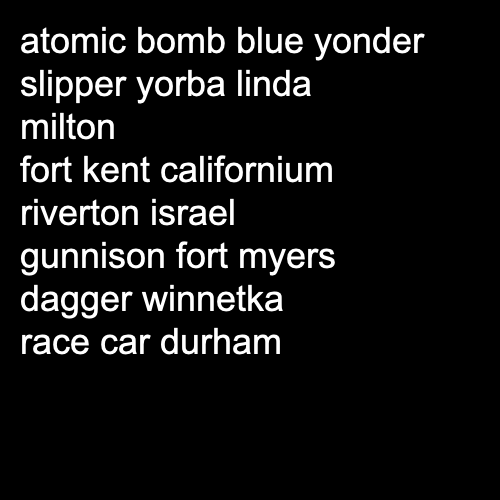 atomic bomb blue yonder
slipper yorba linda
milton
fort kent californium
riverton israel
gunnison fort myers
dagger winnetka
race car durham